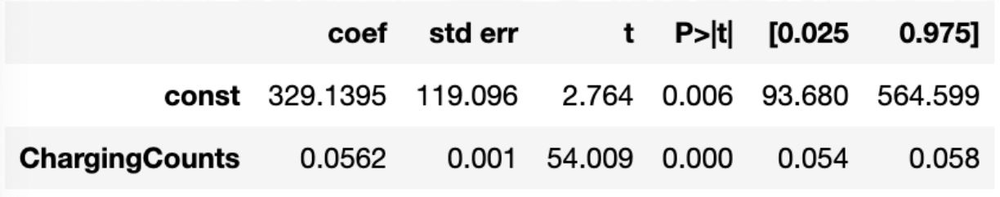 coef std err t P>|t| [0.025 0.975]
const 329.1395 119.096 2.764 0.006 93.680 564.599
ChargingCounts 0.0562 0.001 54.009 0.000 0.054 0.058